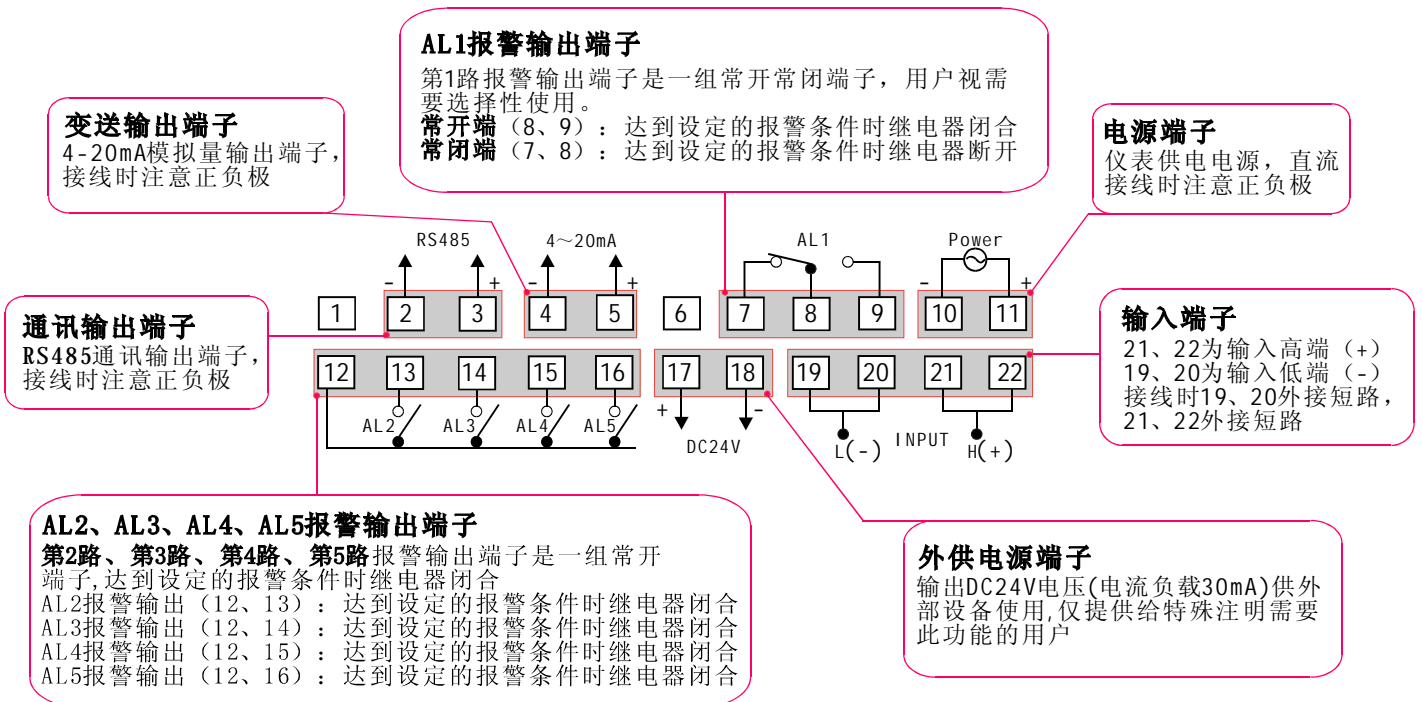 AL1报警输出端子
第1路报警输出端子是一组常开常闭端子，用户视需
要选择性使用。
常开端（8、9）：达到设定的报警条件时继电器闭合
常闭端（7、8）：达到设定的报警条件时继电器断开
变送输出端子
4-20mA模拟量输出端子，
接线时注意正负极
电源端子
仪表供电电源，直流
接线时注意正负极
RS485
4～20mA
AL1
Power
- + - + - +
1 2 3 4 5 6 7 8 9 10 11
通讯输出端子
RS485通讯输出端子，
接线时注意正负极
输入端子
21、22为输入高端（+）
19、20为输入低端（-）
接线时19、20外接短路，
21、22外接短路
12 13 14 15 16 17 18 19 20 21 22
AL2 AL3 AL4 AL5
+ -
DC24V
L(-) INPUT H(+)
AL2、AL3、AL4、AL5报警输出端子
第2路、第3路、第4路、第5路报警输出端子是一组常开
端子,达到设定的报警条件时继电器闭合
AL2报警输出（12、13）：达到设定的报警条件时继电器闭合
AL3报警输出（12、14）：达到设定的报警条件时继电器闭合
AL4报警输出（12、15）：达到设定的报警条件时继电器闭合
AL5报警输出（12、16）：达到设定的报警条件时继电器闭合
外供电源端子
输出DC24V电压(电流负载30mA)供外
部设备使用,仅提供给特殊注明需要
此功能的用户